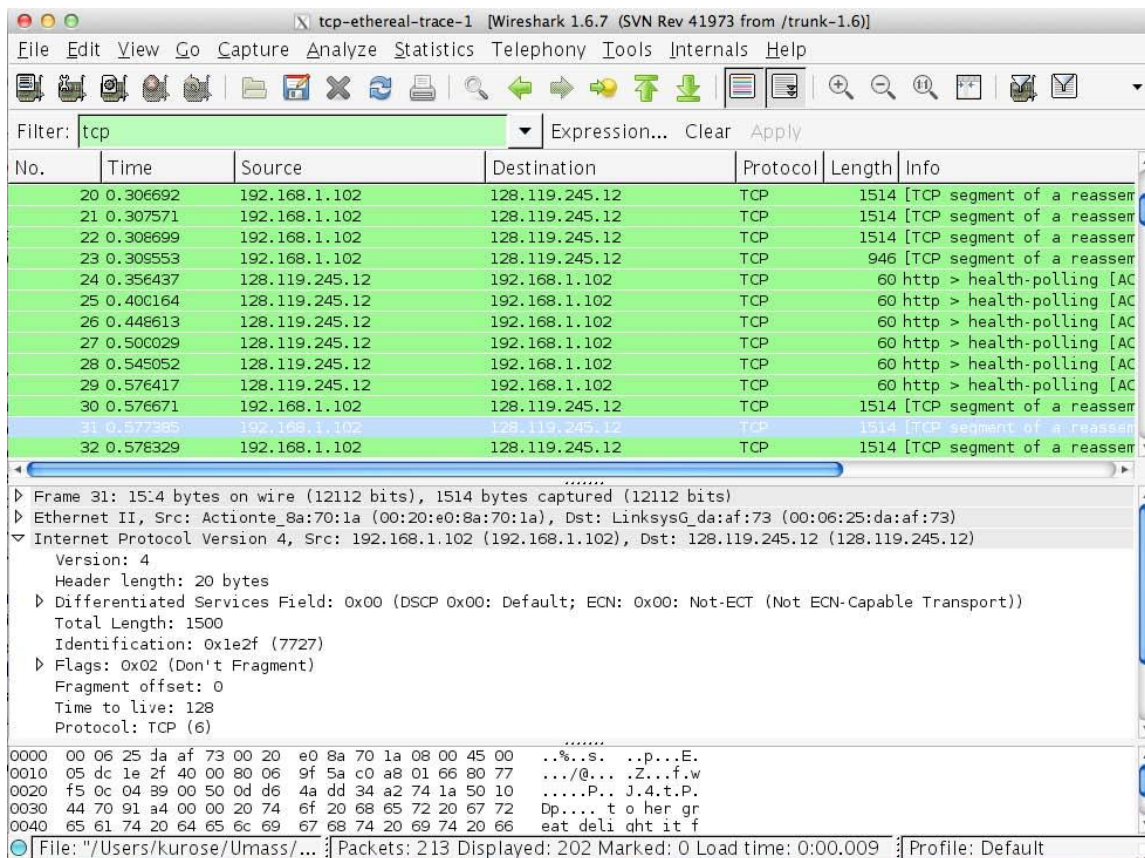 tcp-ethereal-trace-1 [Wireshark 1.6.7 (SVN Rev 41973 from /trunk-1.6)]
File Edit View Go Capture Analyze Statistics Telephony Tools Internals Help
Filter: tcp Expression... Clear Apply
No. Time Source Destination Protocol Length Info
20 0.306692 192.168.1.102 128.119.245.12 TCP 1514 [TCP segment of a reassem
21 0.307571 192.168.1.102 128.119.245.12 TCP 1514 [TCP segment of a reassem
22 0.308699 192.168.1.102 128.119.245.12 TCP 1514 [TCP segment of a reassem
23 0.309553 192.168.1.102 128.119.245.12 TCP 946 [TCP segment of a reassem
24 0.356437 128.119.245.12 192.168.1.102 TCP 60 http > health-polling [AC
25 0.400164 128.119.245.12 192.168.1.102 TCP 60 http > health-polling [AC
26 0.448613 128.119.245.12 192.168.1.102 TCP 60 http > health-polling [AC
27 0.500029 128.119.245.12 192.168.1.102 TCP 60 http > health-polling [AC
28 0.545052 128.119.245.12 192.168.1.102 TCP 60 http > health-polling [AC
29 0.576417 128.119.245.12 192.168.1.102 TCP 60 http > health-polling [AC
30 0.576671 192.168.1.102 128.119.245.12 TCP 1514 [TCP segment of a reassem
31 0.577385 192.168.1.102 128.119.245.12 TCP 1514 [TCP segment of a reassem
32 0.578329 192.168.1.102 128.119.245.12 TCP 1514 [TCP segment of a reassem
Frame 31: 1514 bytes on wire (12112 bits), 1514 bytes captured (12112 bits)
Ethernet II, Src: Actionte_8a:70:1a (00:20:e0:8a:70:1a), Dst: LinksysG_da:af:73 (00:06:25:da:af:73)
Internet Protocol Version 4, Src: 192.168.1.102 (192.168.1.102), Dst: 128.119.245.12 (128.119.245.12)
Version: 4
Header length: 20 bytes
Differentiated Services Field: 0x00 (DSCP 0x00: Default; ECN: 0x00: Not-ECT (Not ECN-Capable Transport))
Total Length: 1500
Identification: 0x1e2f (7727)
Flags: 0x02 (Don't Fragment)
Fragment offset: 0
Time to live: 128
Protocol: TCP (6)
0000 00 06 25 da af 73 00 20 e0 8a 70 1a 08 00 45 00 ..%..s. ..p...E.
0010 05 dc 1e 2f 40 00 80 06 9f 5a c0 a8 01 66 80 77 .../@... .Z...f.w
0020 f5 0c 04 89 00 50 0d d6 4a dd 34 a2 74 1a 50 10 .....P.. J.4.t.P.
0030 44 70 91 a4 00 00 20 74 6f 20 68 65 72 20 67 72 Dp.... t o her gr
0040 65 61 74 20 64 65 6c 69 67 68 74 20 69 74 20 66 eat deli ght it f
File: "/Users/kurose/Umass/... Packets: 213 Displayed: 202 Marked: 0 Load time: 0:00.009 Profile: Default